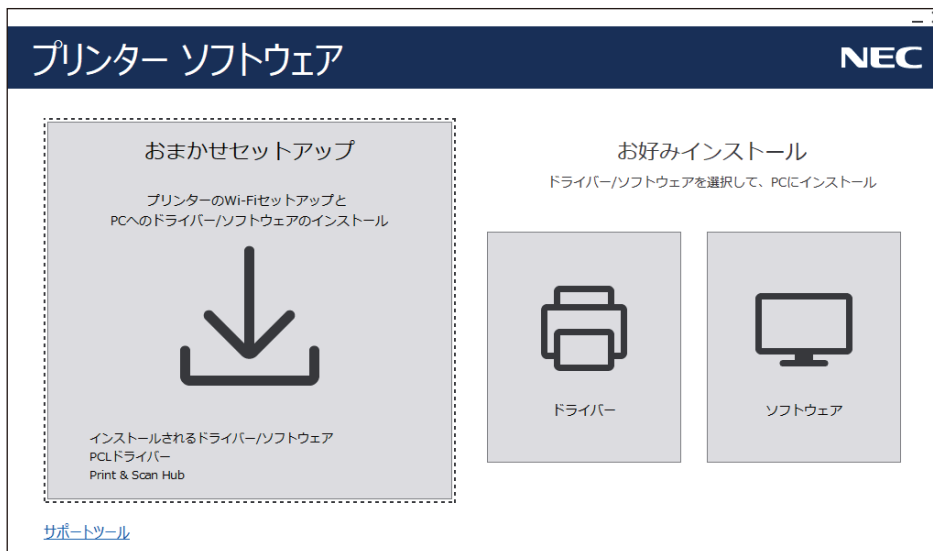 プリンター ソフトウェア
NEC
おまかせセットアップ
プリンターのWi-Fiセットアップと
PCへのドライバー/ソフトウェアのインストール
インストールされるドライバー/ソフトウェア
PCLドライバー
Print & Scan Hub
お好みインストール
ドライバー/ソフトウェアを選択して、PCにインストール
ドライバー
ソフトウェア
サポートツール